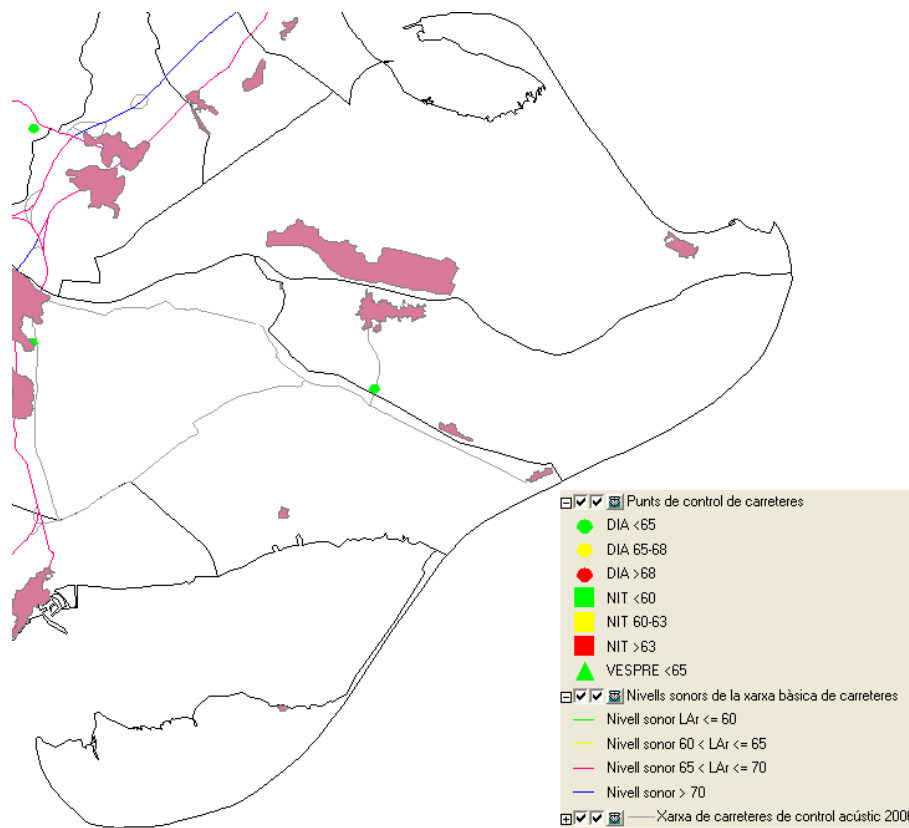 Punts de control de carreteres
DIA <65
DIA 65-68
DIA >68
NIT <60
NIT 60-63
NIT >63
VESPRE <65
Nivells sonors de la xarxa bàsica de carreteres
Nivell sonor LAr <= 60
Nivell sonor 60 < LAr <= 65
Nivell sonor 65 < LAr <= 70
Nivell sonor > 70
Xarxa de carreteres de control acústic 200